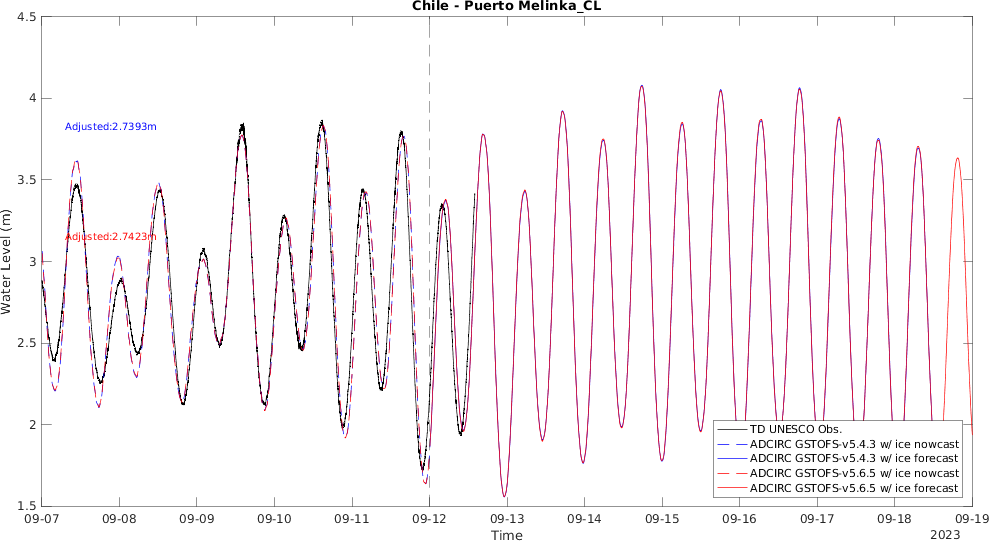 Chile - Puerto Melinka_CL
4.5
4
3.5
3
2.5
2
1.5
Water Level (m)
Adjusted:2.7393m
Adjusted:2.7423m
TD UNESCO Obs.
ADCIRC GSTOFS-v5.4.3 w/ ice nowcast
ADCIRC GSTOFS-v5.4.3 w/ ice forecast
ADCIRC GSTOFS-v5.6.5 w/ ice nowcast
ADCIRC GSTOFS-v5.6.5 w/ ice forecast
09-07 09-08 09-09 09-10 09-11 09-12 09-13 09-14 09-15 09-16 09-17 09-18 09-19
Time
2023